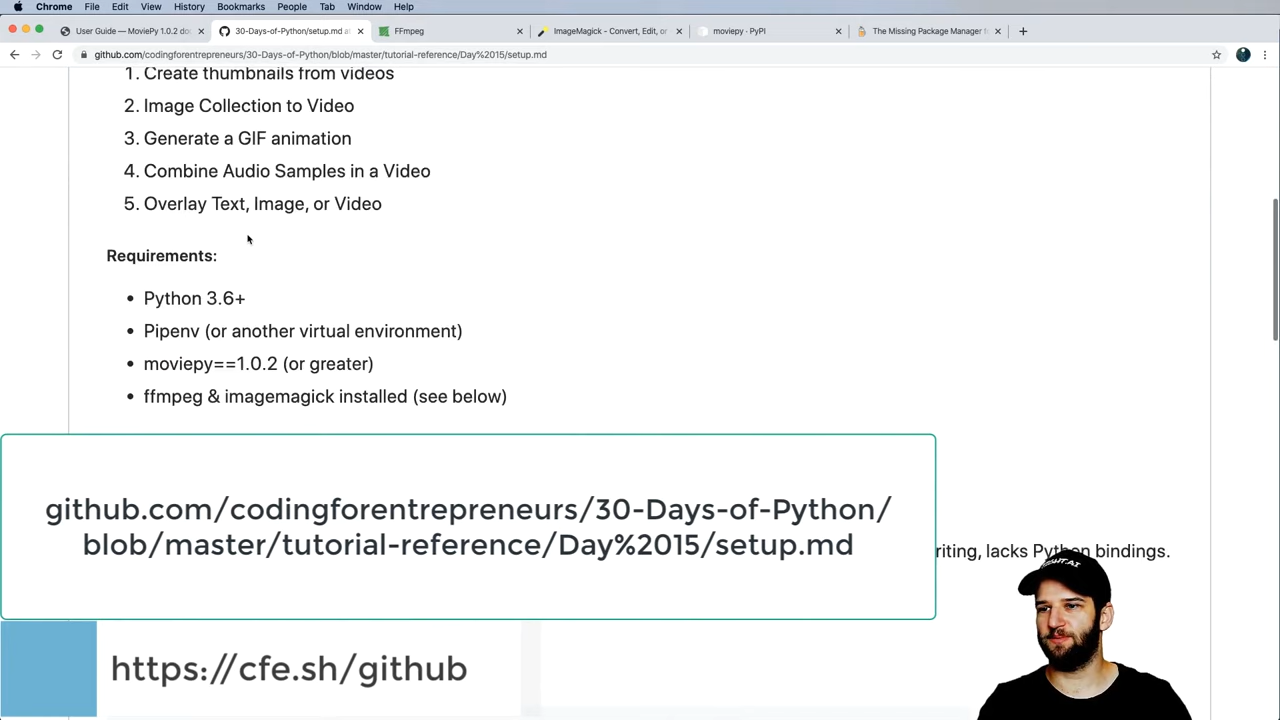 Chrome File Edit View History Bookmarks People Tab Window Help
User Guide — MoviePy 1.0.2 do
30-Days-of-Python/setup.md at
FFmpeg
ImageMagick - Convert, Edit, or
moviepy · PyPI
The Missing Package Manager f
github.com/codingforentrepreneurs/30-Days-of-Python/blob/master/tutorial-reference/Day%2015/setup.md
1. Create thumbnails from videos
2. Image Collection to Video
3. Generate a GIF animation
4. Combine Audio Samples in a Video
5. Overlay Text, Image, or Video
Requirements:
• Python 3.6+
• Pipenv (or another virtual environment)
• moviepy==1.0.2 (or greater)
• ffmpeg & imagemagick installed (see below)
github.com/codingforentrepreneurs/30-Days-of-Python/
blob/master/tutorial-reference/Day%2015/setup.md
riting, lacks Python bindings.
https://cfe.sh/github